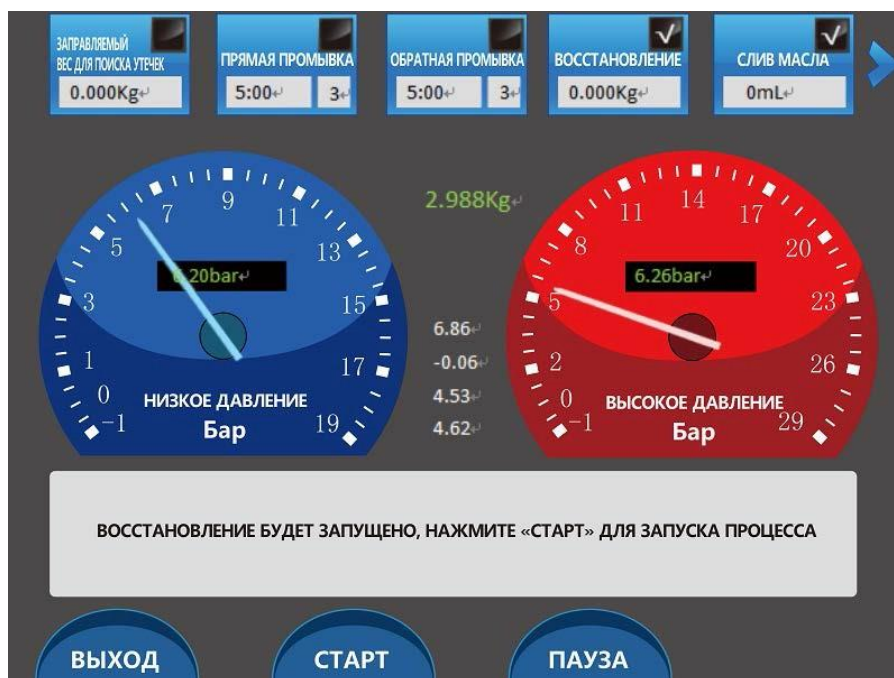 ЗАПРАВЛЯЕМЫЙ
ВЕС ДЛЯ ПОИСКА УТЕЧЕК
0.000Kg
ПРЯМАЯ ПРОМЫВКА
5:00 3
ОБРАТНАЯ ПРОМЫВКА
5:00 3
ВОССТАНОВЛЕНИЕ
0.000Kg
СЛИВ МАСЛА
0mL
-1
0
1
3
5
7
9
11
13
15
17
19
6.20bar
НИЗКОЕ ДАВЛЕНИЕ
Бар
2.988Kg
6.86
-0.06
4.53
4.62
-1
0
2
5
8
11
14
17
20
23
26
29
6.26bar
ВЫСОКОЕ ДАВЛЕНИЕ
Бар
ВОССТАНОВЛЕНИЕ БУДЕТ ЗАПУЩЕНО, НАЖМИТЕ «СТАРТ» ДЛЯ ЗАПУСКА ПРОЦЕССА
ВЫХОД
СТАРТ
ПАУЗА